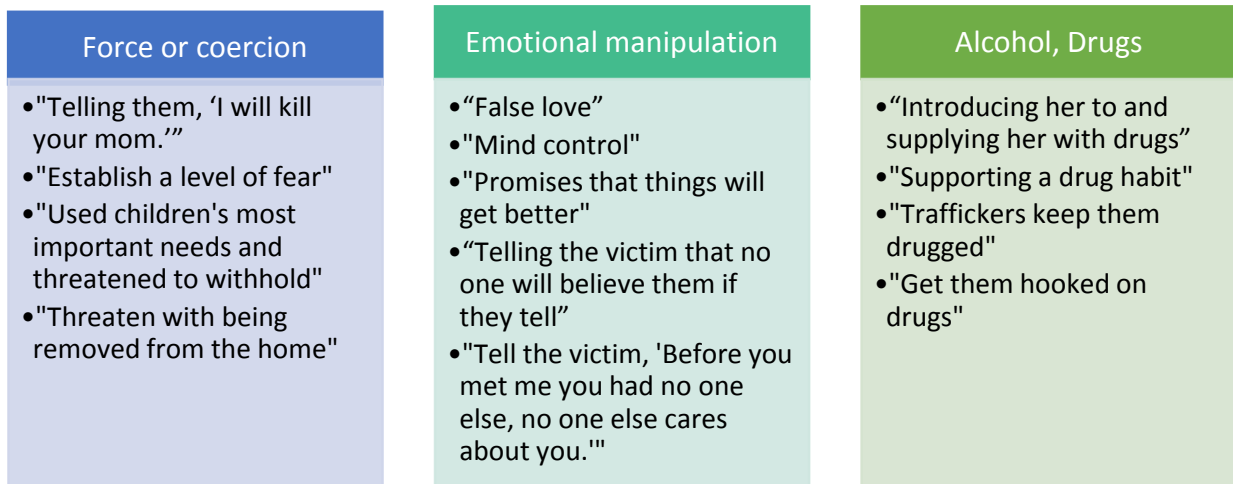 Force or coercion
•"Telling them, ‘I will kill
your mom.’”
•"Establish a level of fear"
•"Used children's most
important needs and
threatened to withhold"
•"Threaten with being
removed from the home"
Emotional manipulation
•“False love”
•"Mind control"
•"Promises that things will
get better"
•“Telling the victim that no
one will believe them if
they tell”
•"Tell the victim, 'Before you
met me you had no one
else, no one else cares
about you.'"
Alcohol, Drugs
•“Introducing her to and
supplying her with drugs”
•"Supporting a drug habit"
•"Traffickers keep them
drugged"
•"Get them hooked on
drugs"